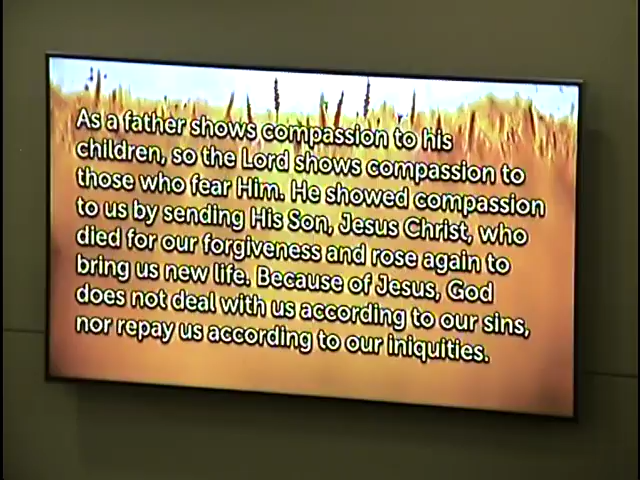 As a father shows compassion to his
children, so the Lord shows compassion to
those who fear Him. He showed compassion
to us by sending His Son, Jesus Christ, who
died for our forgiveness and rose again to
bring us new life. Because of Jesus, God
does not deal with us according to our sins,
nor repay us according to our iniquities.